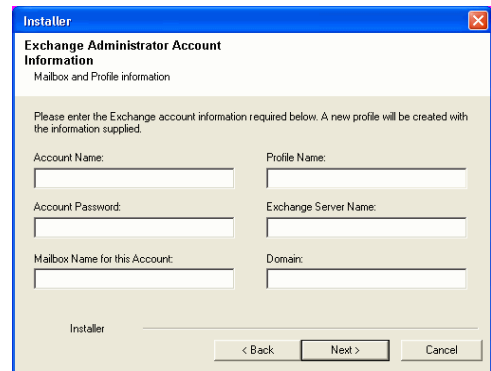 Installer
Exchange Administrator Account
Information
Mailbox and Profile information
Please enter the Exchange account information required below. A new profile will be created with
the information supplied.
Account Name:
Profile Name:
Account Password:
Exchange Server Name:
Mailbox Name for this Account:
Domain:
Installer
< Back
Next >
Cancel